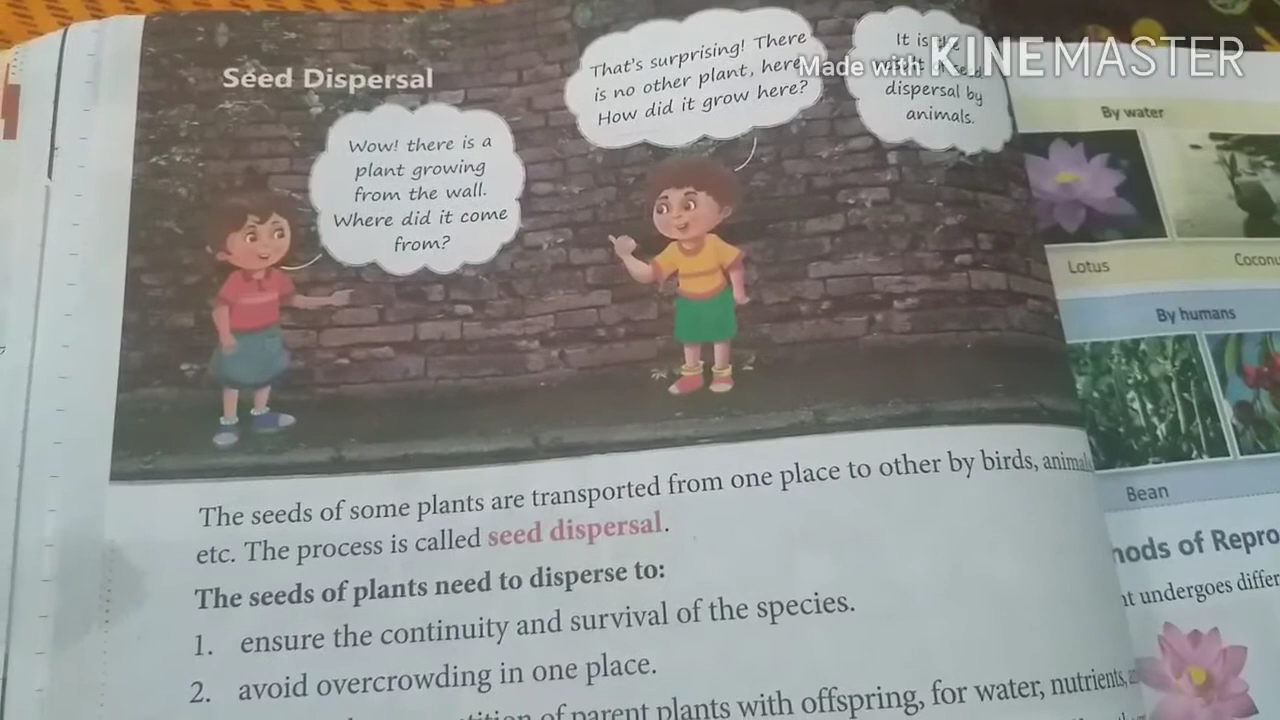 Seed Dispersal
Wow! there is a
plant growing
from the wall.
Where did it come
from?
That's surprising! There
is no other plant, here.
How did it grow here?
It is the
dispersal by
animals.
Made with KINEMASTER
The seeds of some plants are transported from one place to other by birds,
etc. The process is called seed dispersal.
The seeds of plants need to disperse to:
1. ensure the continuity and survival of the species.
2. avoid overcrowding in one place.
of parent plants with offspring, for water, nutrients,
By water
Lotus
By humans
Bean
of
undergoes